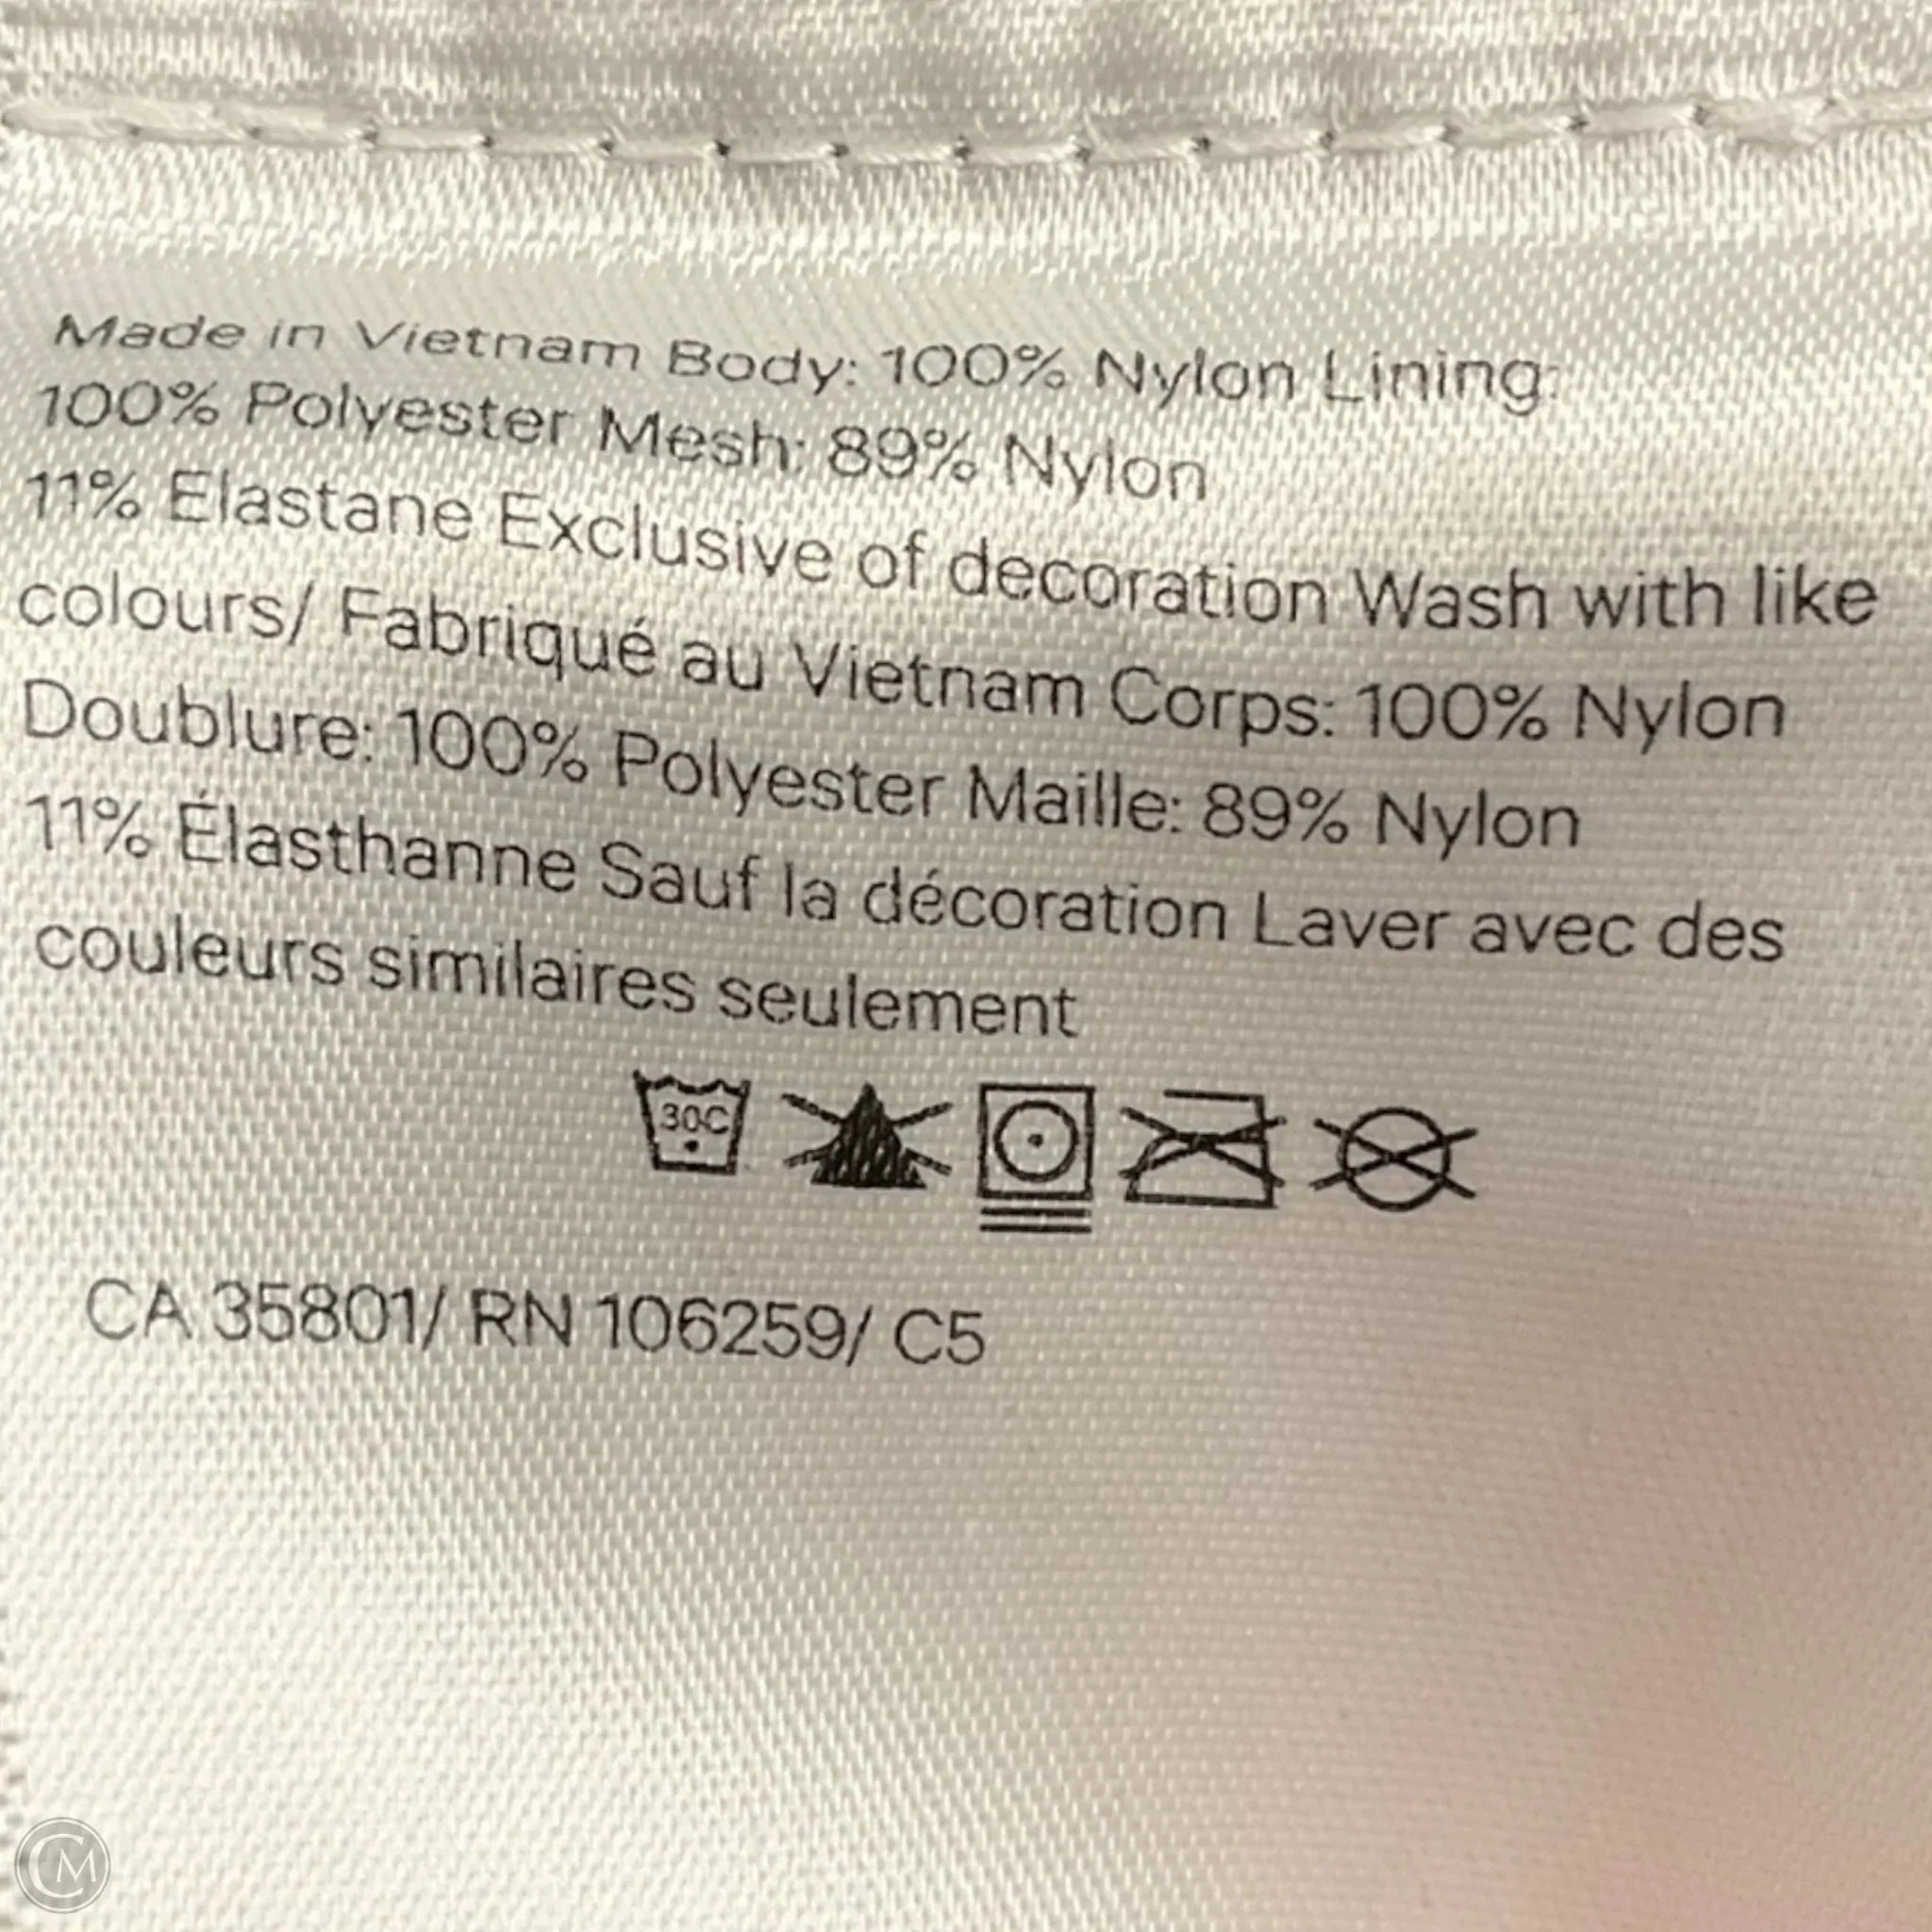 Made in Vietnam Body: 100% Nylon Lining:
100% Polyester Mesh: 89% Nylon
11% Elastane Exclusive of decoration Wash with like
colours/ Fabriqué au Vietnam Corps: 100% Nylon
Doublure: 100% Polyester Maille: 89% Nylon
11% Élasthanne Sauf la décoration Laver avec des
couleurs similaires seulement
30C
CA 35801/ RN 106259/ C5
CM